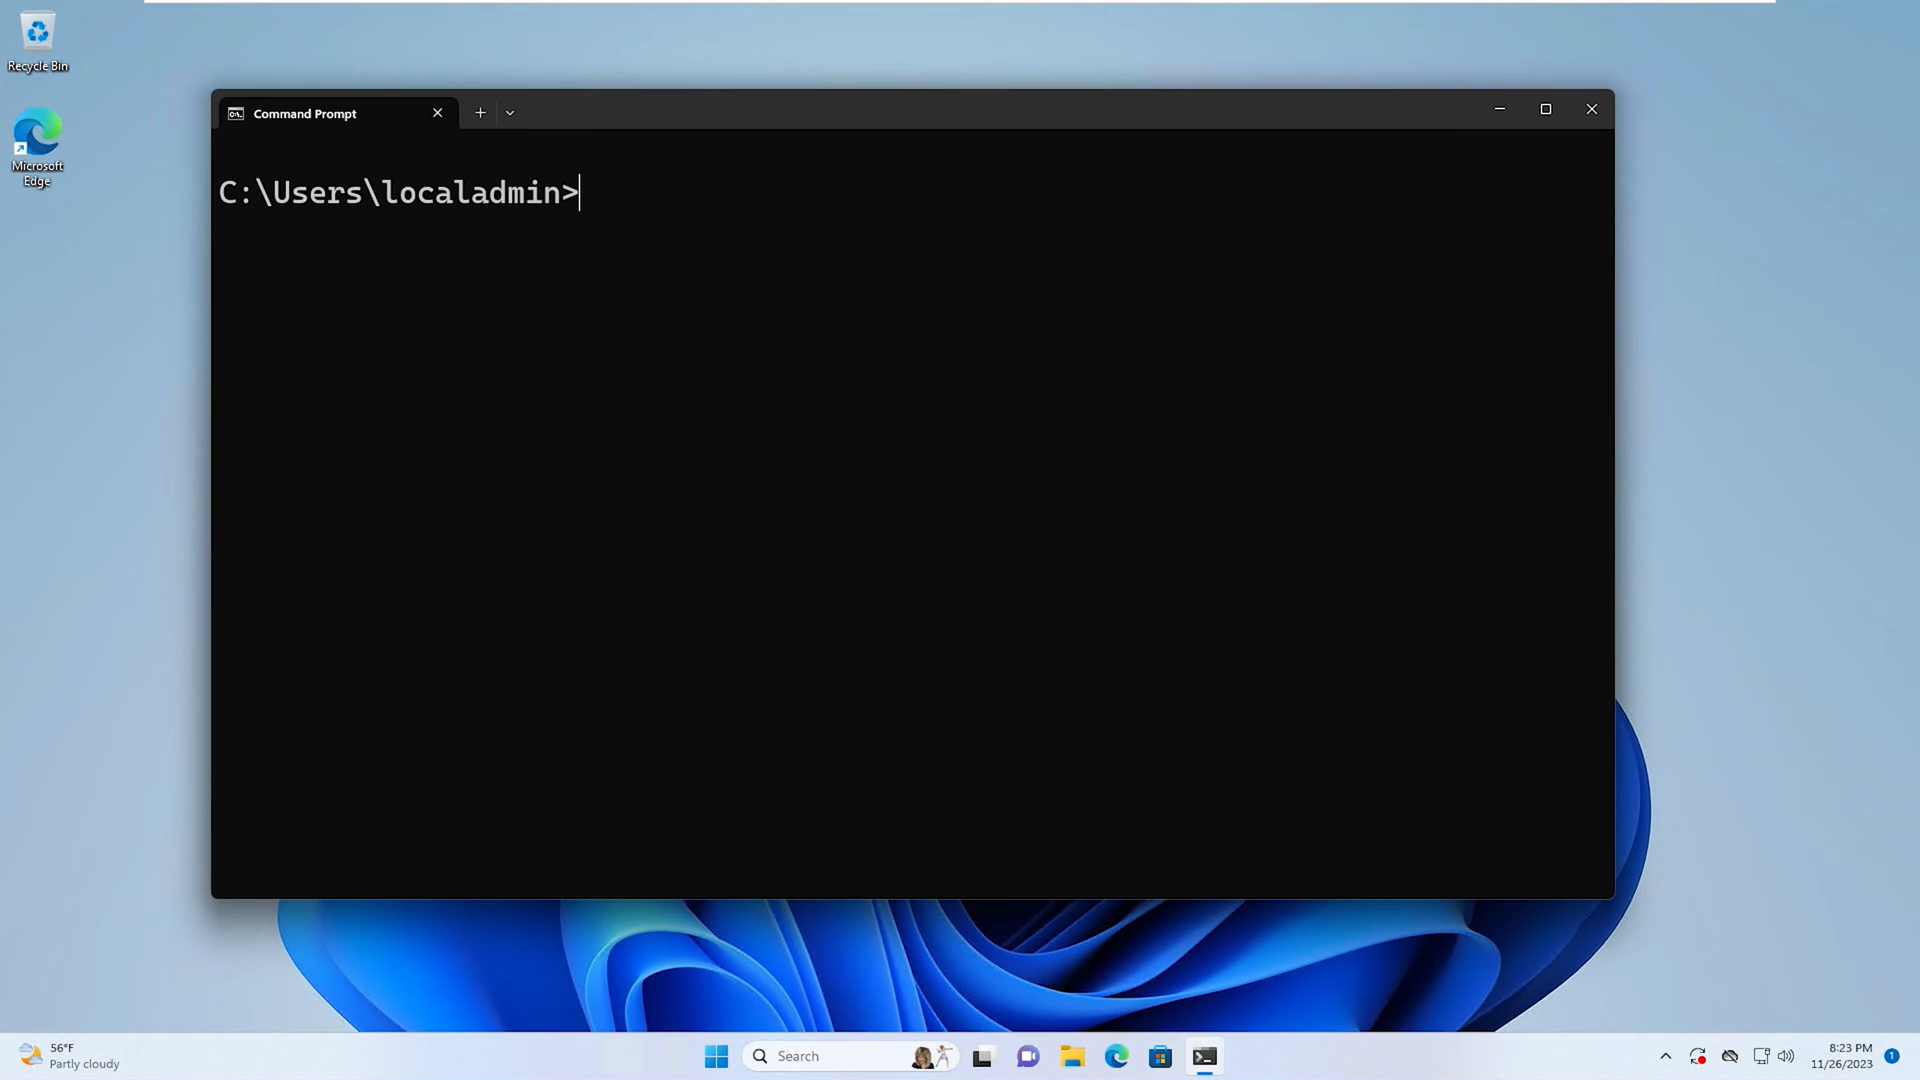 Recycle Bin
Microsoft
Edge
Command Prompt
C:\Users\localadmin>
56°F
Partly cloudy
Search
8:23 PM
11/26/2023
1